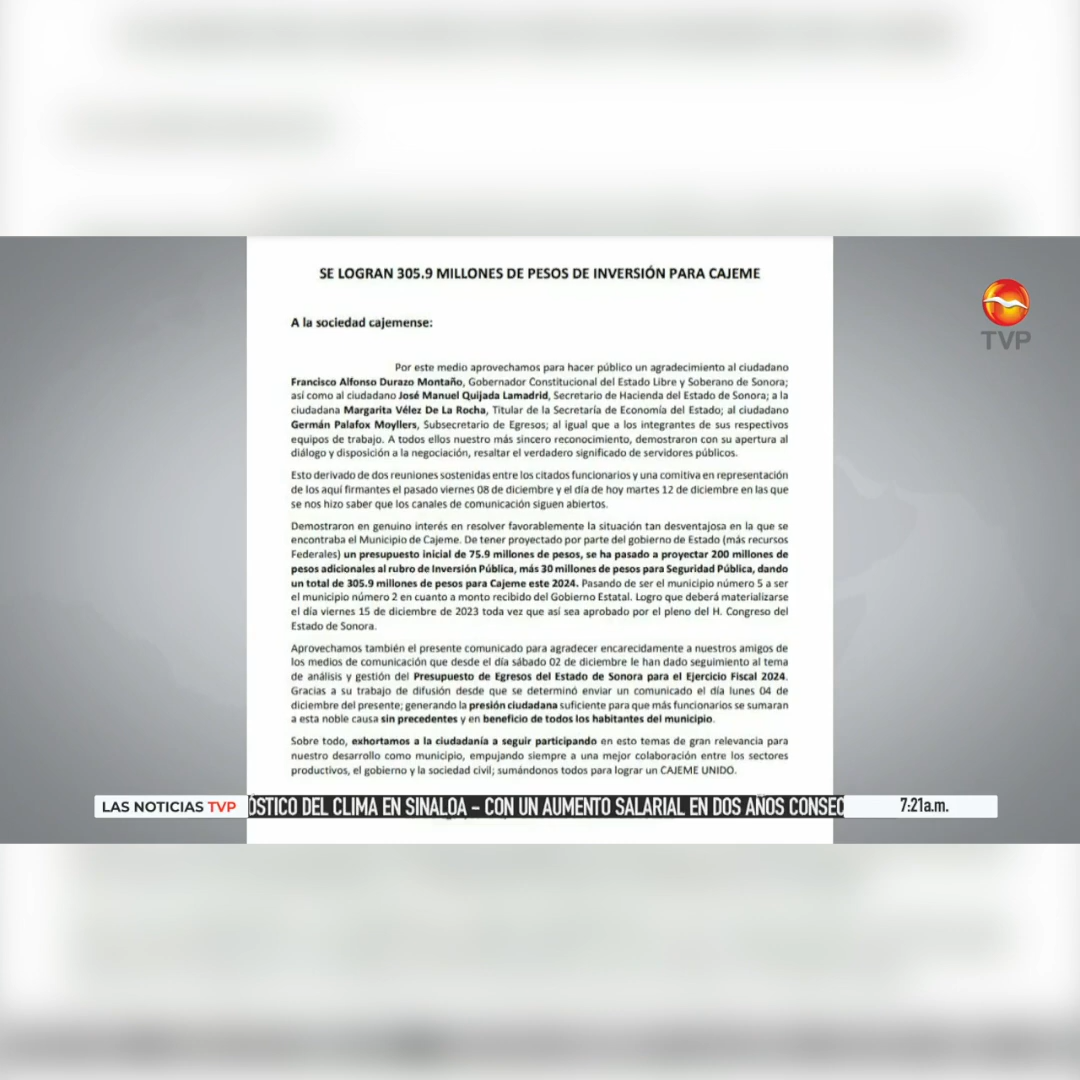 SE LOGRAN 305.9 MILLONES DE PESOS DE INVERSIÓN PARA CAJEME
A la sociedad cajemense:
TVP
Por este medio aprovechamos para hacer público un agradecimiento al ciudadano
Francisco Alfonso Durazo Montaño, Gobernador Constitucional del Estado Libre y Soberano de Sonora;
así como al ciudadano José Manuel Quijada Lamadrid, Secretario de Hacienda del Estado de Sonora; a la
ciudadana Margarita Vélez De La Rocha, Titular de la Secretaría de Economía del Estado; al ciudadano
Germán Palafox Moyllers, Subsecretario de Egresos; al igual que a los integrantes de sus respectivos
equipos de trabajo. A todos ellos nuestro más sincero reconocimiento, demostraron con su apertura al
diálogo y disposición a la negociación, resaltar el verdadero significado de servidores públicos.
Esto derivado de dos reuniones sostenidas entre los citados funcionarios y una comitiva en representación
de los aquí firmantes el pasado viernes 08 de diciembre y el día de hoy martes 12 de diciembre en las que
se nos hizo saber que los canales de comunicación siguen abiertos.
Demostraron en genuino interés en resolver favorablemente la situación tan desventajosa en la que se
encontraba el Municipio de Cajeme. De tener proyectado por parte del gobierno de Estado (más recursos
Federales) un presupuesto inicial de 75.9 millones de pesos, se ha pasado a proyectar 200 millones de
pesos adicionales al rubro de Inversión Pública, más 30 millones de pesos para Seguridad Pública, dando
un total de 305.9 millones de pesos para Cajeme este 2024. Pasando de ser el municipio número 5 a ser
el municipio número 2 en cuanto a monto recibido del Gobierno Estatal. Logro que deberá materializarse
el día viernes 15 de diciembre de 2023 toda vez que así sea aprobado por el pleno del H. Congreso del
Estado de Sonora.
Aprovechamos también el presente comunicado para agradecer encarecidamente a nuestros amigos de
los medios de comunicación que desde el día sábado 02 de diciembre le han dado seguimiento al tema
de análisis y gestión del Presupuesto de Egresos del Estado de Sonora para el Ejercicio Fiscal 2024.
Gracias a su trabajo de difusión desde que se determinó enviar un comunicado el día lunes 04 de
diciembre del presente; generando la presión ciudadana suficiente para que más funcionarios se sumaran
a esta noble causa sin precedentes y en beneficio de todos los habitantes del municipio.
Sobre todo, exhortamos a la ciudadanía a seguir participando en esto temas de gran relevancia para
nuestro desarrollo como municipio, empujando siempre a una mejor colaboración entre los sectores
productivos, el gobierno y la sociedad civil; sumándonos todos para lograr un CAJEME UNIDO.
LAS NOTICIAS TVP ÓSTICO DEL CLIMA EN SINALOA – CON UN AUMENTO SALARIAL EN DOS AÑOS CONSEC 7:21a.m.